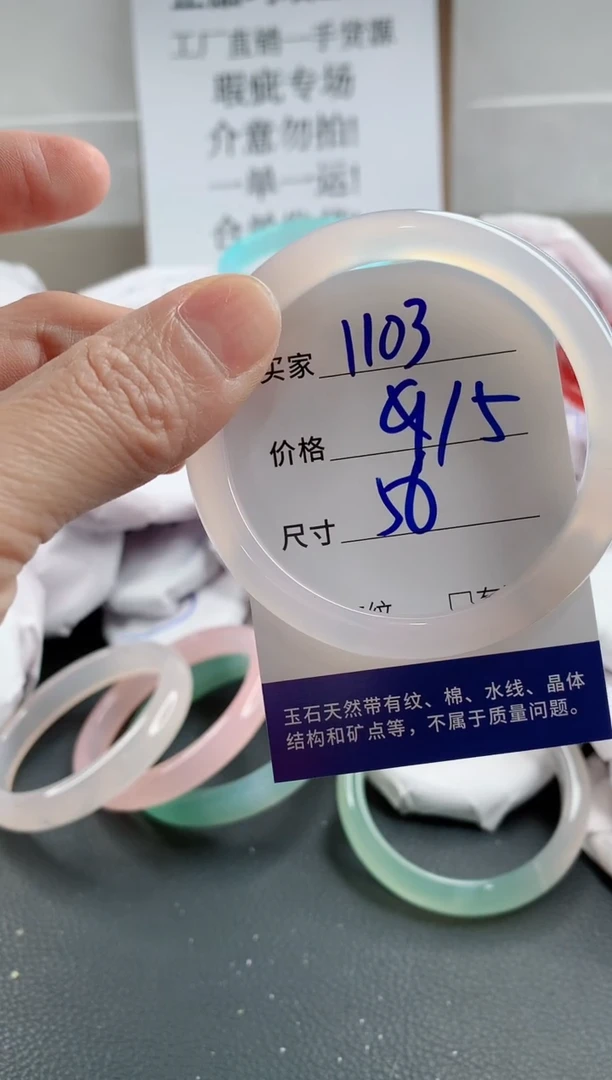 工厂直销一手货源
瑕疵专场
介意勿拍!
一单一运!
买家 1103
价格
尺寸 56
纹
玉石天然带有纹、棉、水线、晶体
结构和矿点等，不属于质量问题。